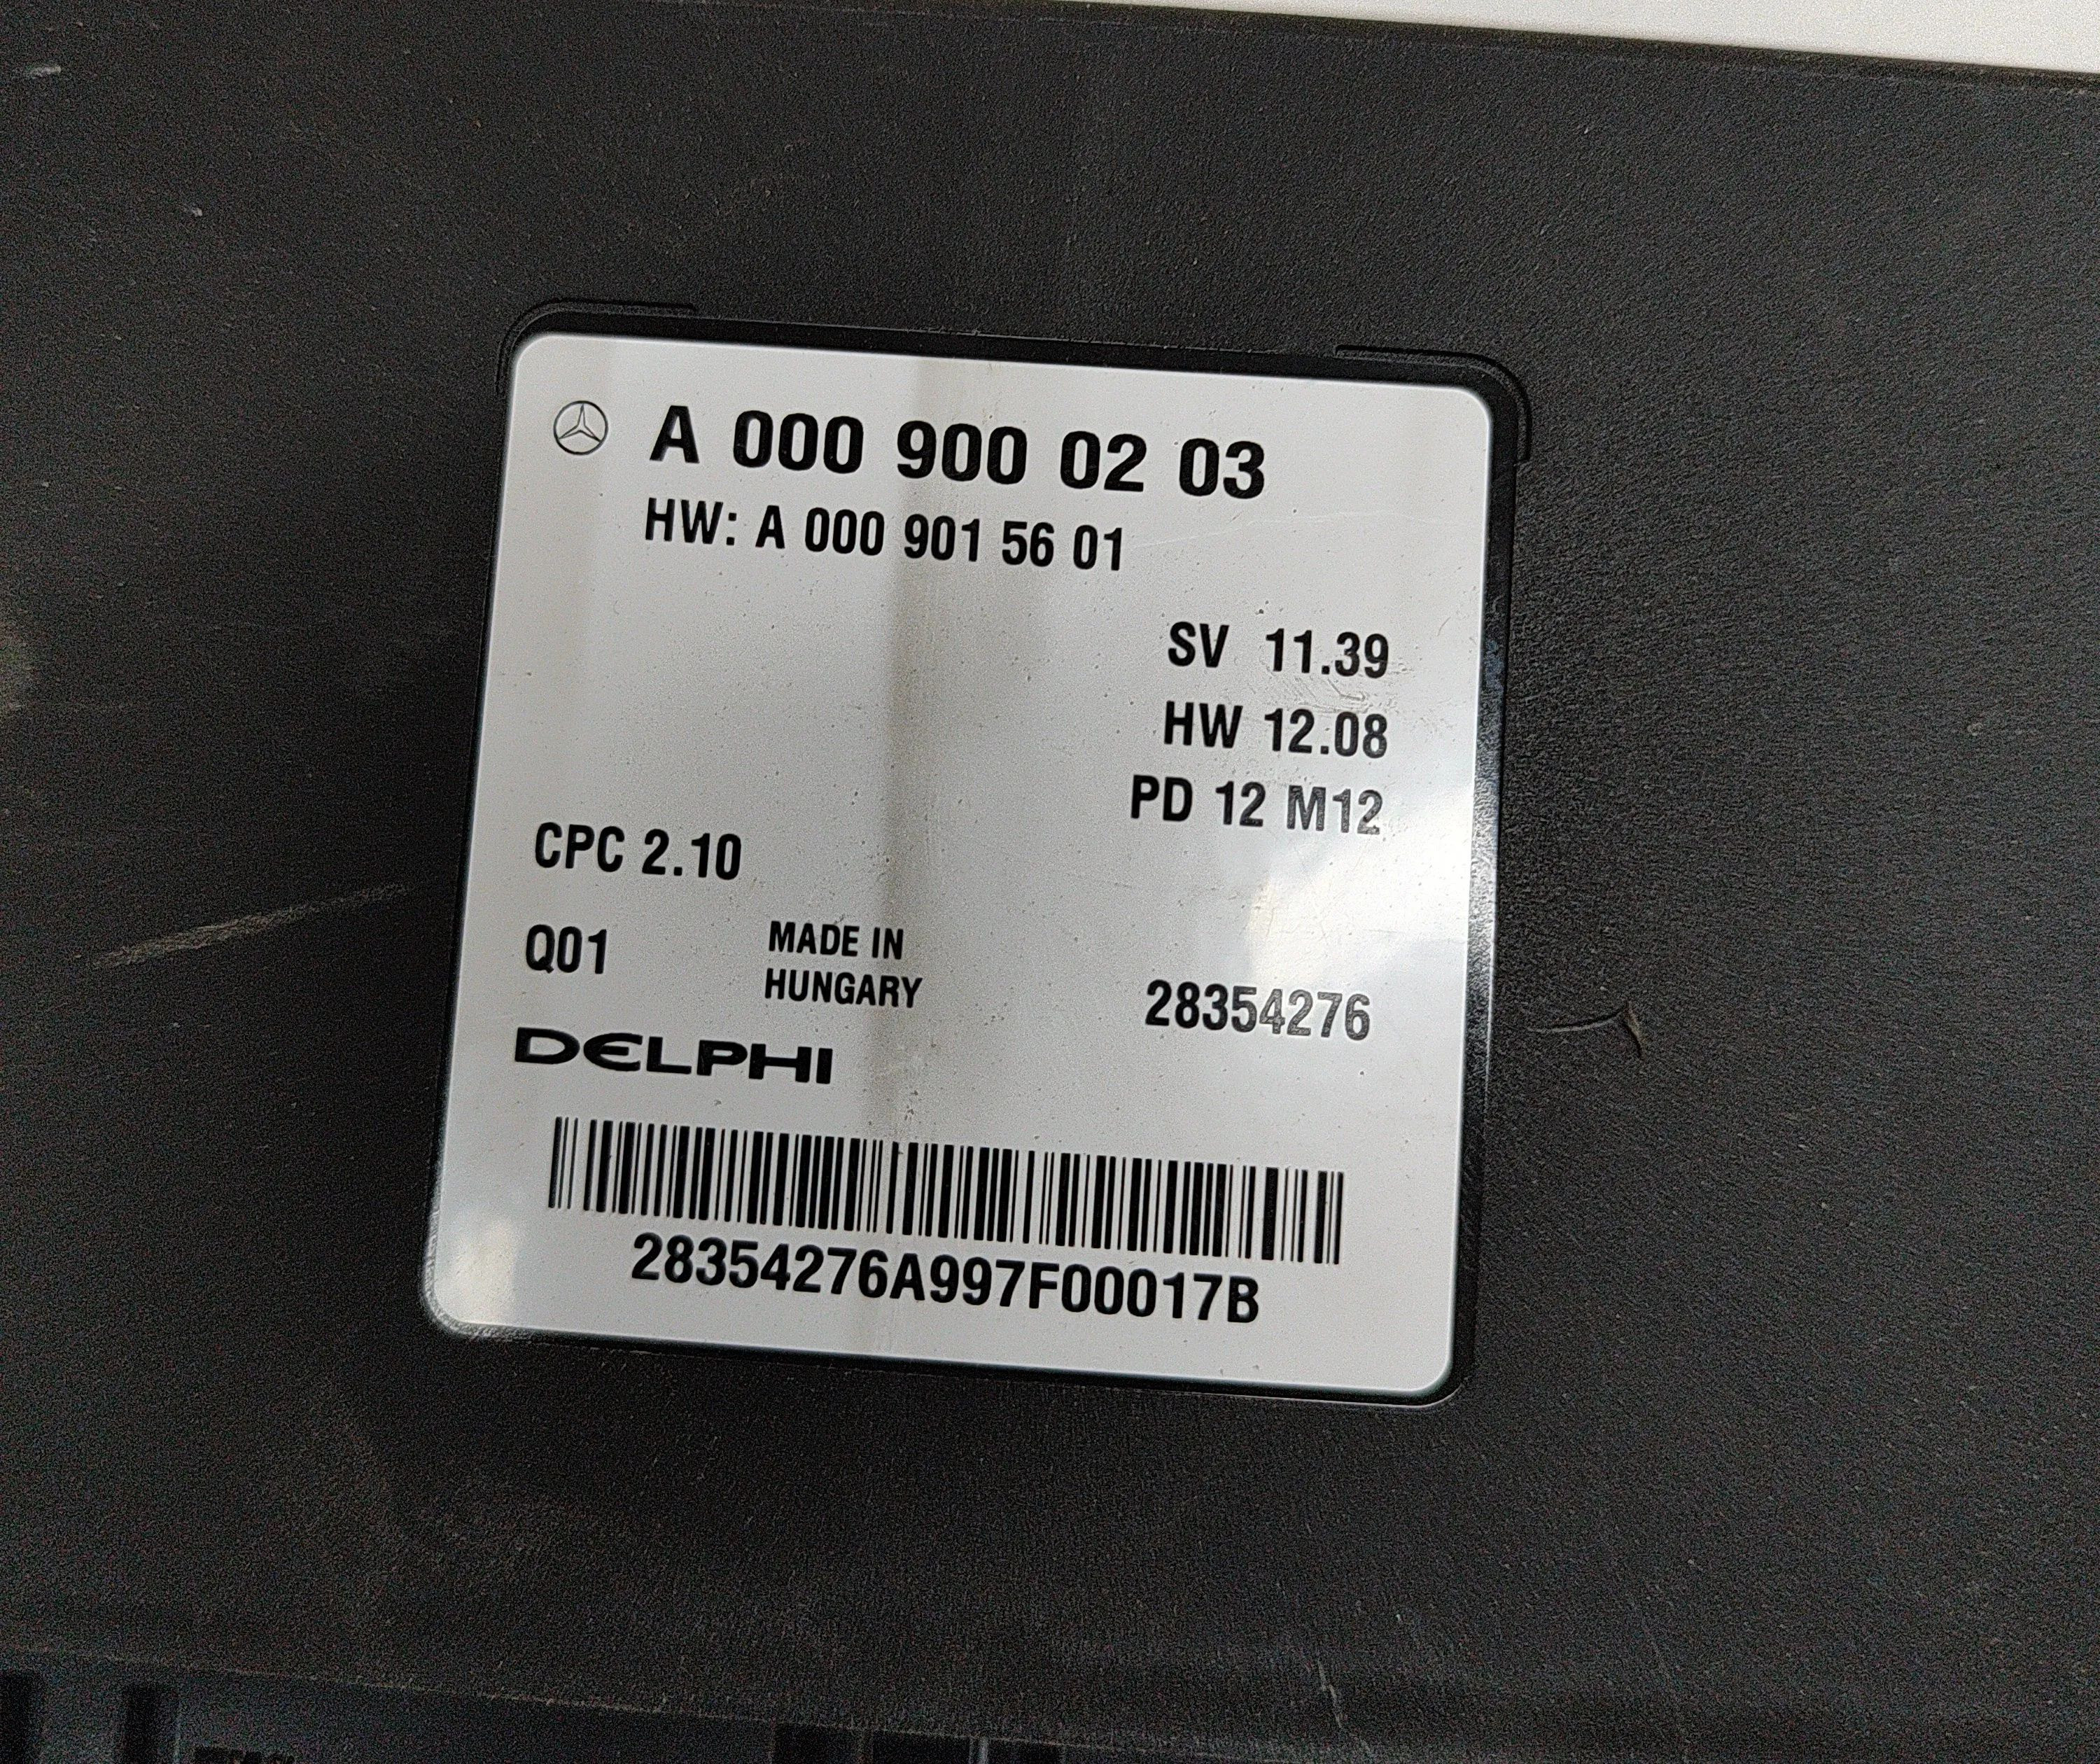 A 000 900 02 03
HW: A 000 901 56 01
SV 11.39
HW 12.08
PD 12 M12
CPC 2.10
Q01
MADE IN
HUNGARY
28354276
DELPHI
28354276A997F00017B